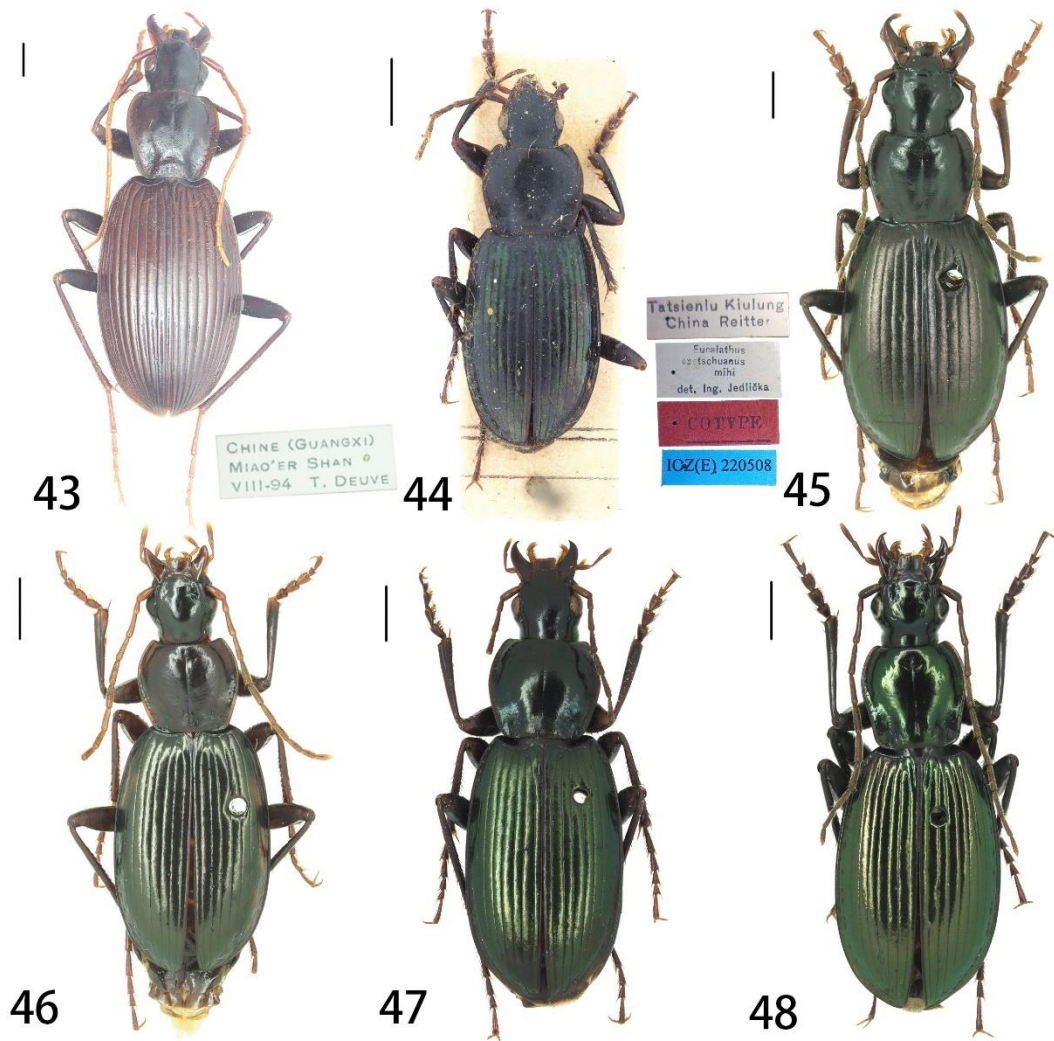 43
CHINE (GUANGXI)
MIAO'ER SHAN
VIII-94 T. DEUVE
44
Tatsienlu Kiulung
China Reitter
mihi
det. Ing. Jedlička
COTYPE
IOZ(E) 220508
45
46
47
48